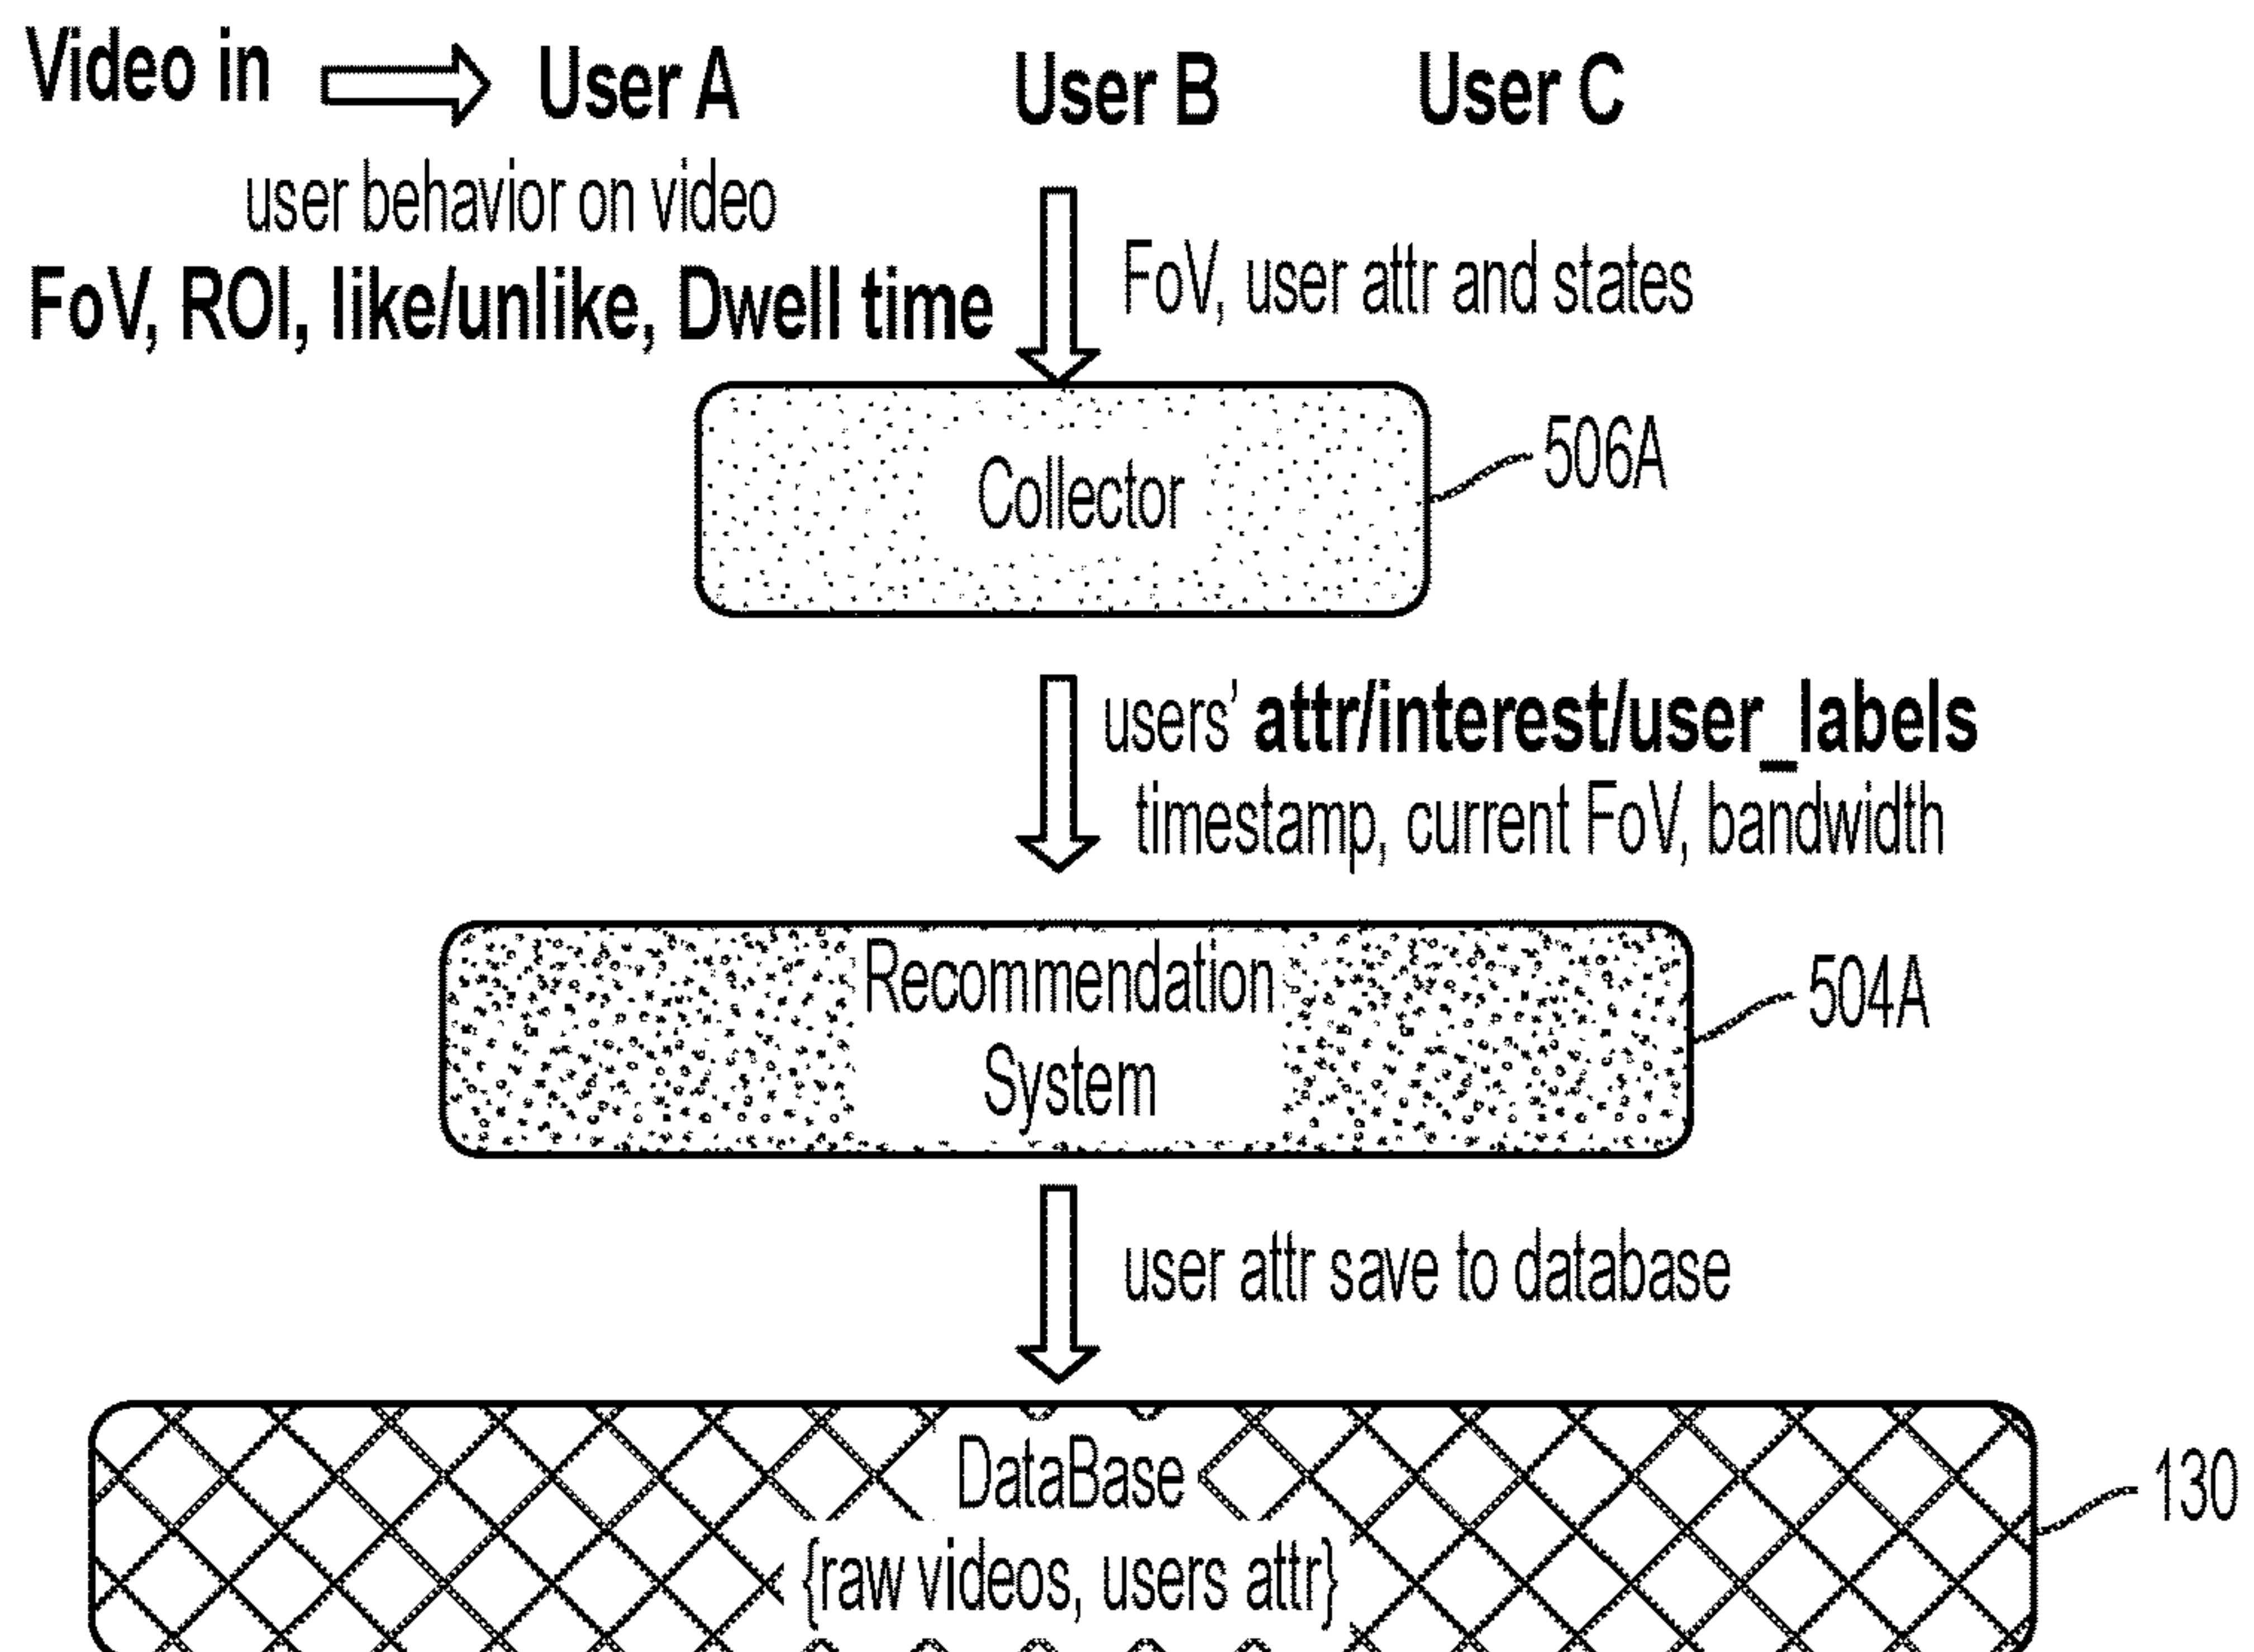 Video in User A User B User C
user behavior on video
FoV, ROI, like/unlike, Dwell time
FoV, user attr and states
Collector
506A
users' attr/interest/user_labels
timestamp, current FoV, bandwidth
Recommendation
System
504A
user attr save to database
DataBase
{raw videos, users attr}
130